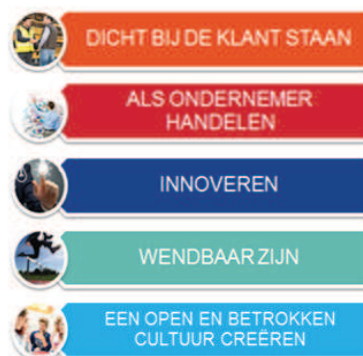 DICHT BIJ DE KLANT STAAN
ALS ONDERNEMER
HANDELEN
INNOVEREN
WENDBAAR ZIJN
EEN OPEN EN BETROKKEN
CULTUUR CREËREN